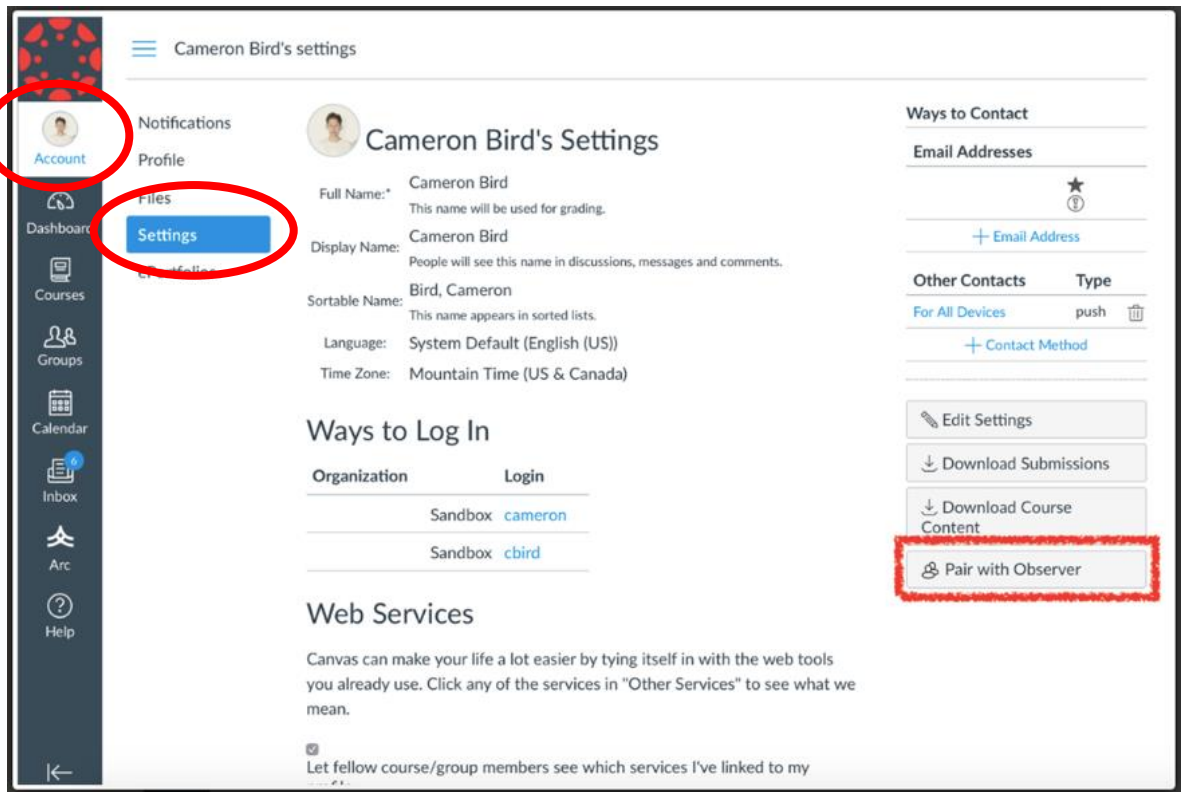 Cameron Bird's settings
Account
Dashboard
Courses
Groups
Calendar
6
Inbox
Arc
Help
Notifications
Profile
Files
Settings
ePortfolios
Cameron Bird's Settings
Full Name:* Cameron Bird
This name will be used for grading.
Display Name: Cameron Bird
People will see this name in discussions, messages and comments.
Sortable Name: Bird, Cameron
This name appears in sorted lists.
Language: System Default (English (US))
Time Zone: Mountain Time (US & Canada)
Ways to Log In
Organization Login
Sandbox cameron
Sandbox cbird
Web Services
Canvas can make your life a lot easier by tying itself in with the web tools
you already use. Click any of the services in "Other Services" to see what we
mean.
Let fellow course/group members see which services I've linked to my
Ways to Contact
Email Addresses
+ Email Address
Other Contacts Type
For All Devices push
+ Contact Method
Edit Settings
Download Submissions
Download Course
Content
Pair with Observer